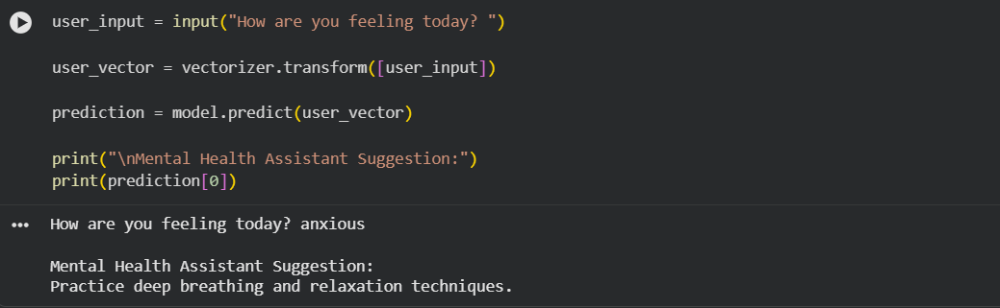 user_input = input("How are you feeling today? ")
user_vector = vectorizer.transform([user_input])
prediction = model.predict(user_vector)
print("\nMental Health Assistant Suggestion:")
print(prediction[0])
How are you feeling today? anxious
Mental Health Assistant Suggestion:
Practice deep breathing and relaxation techniques.